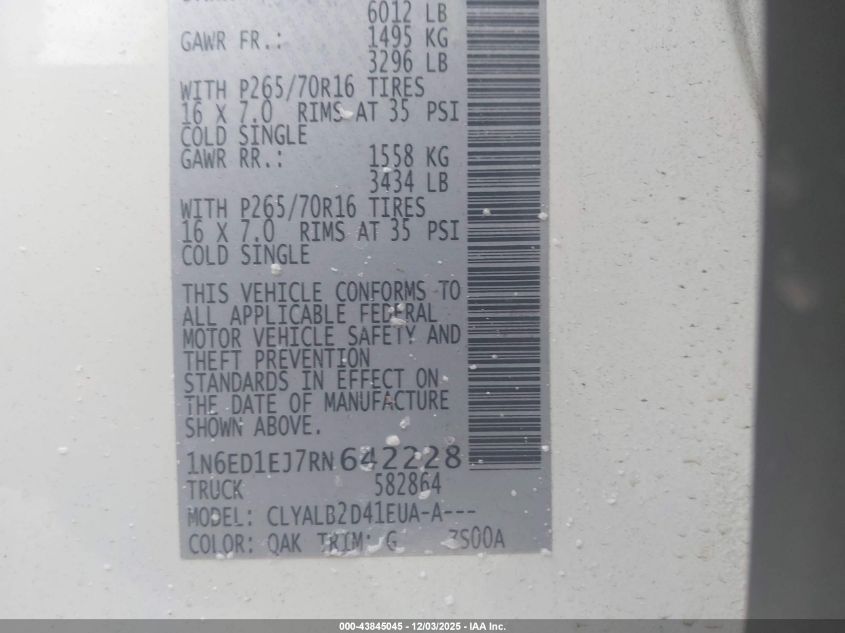 6012 LB
GAWR FR.: 1495 KG
3296 LB
WITH P265/70R16 TIRES
16 X 7.0 RIMS AT 35 PSI
COLD SINGLE
GAWR RR.: 1558 KG
3434 LB
WITH P265/70R16 TIRES
16 X 7.0 RIMS AT 35 PSI
COLD SINGLE
THIS VEHICLE CONFORMS TO
ALL APPLICABLE FEDERAL
MOTOR VEHICLE SAFETY AND
THEFT PREVENTION
STANDARDS IN EFFECT ON
THE DATE OF MANUFACTURE
SHOWN ABOVE.
1N6ED1EJ7RN642228
TRUCK 582864
MODEL: CLYALB2D41EUA-A---
COLOR: QAK TRIM: G 3S00A
000-43845045 - 12/03/2025 - IAA Inc.